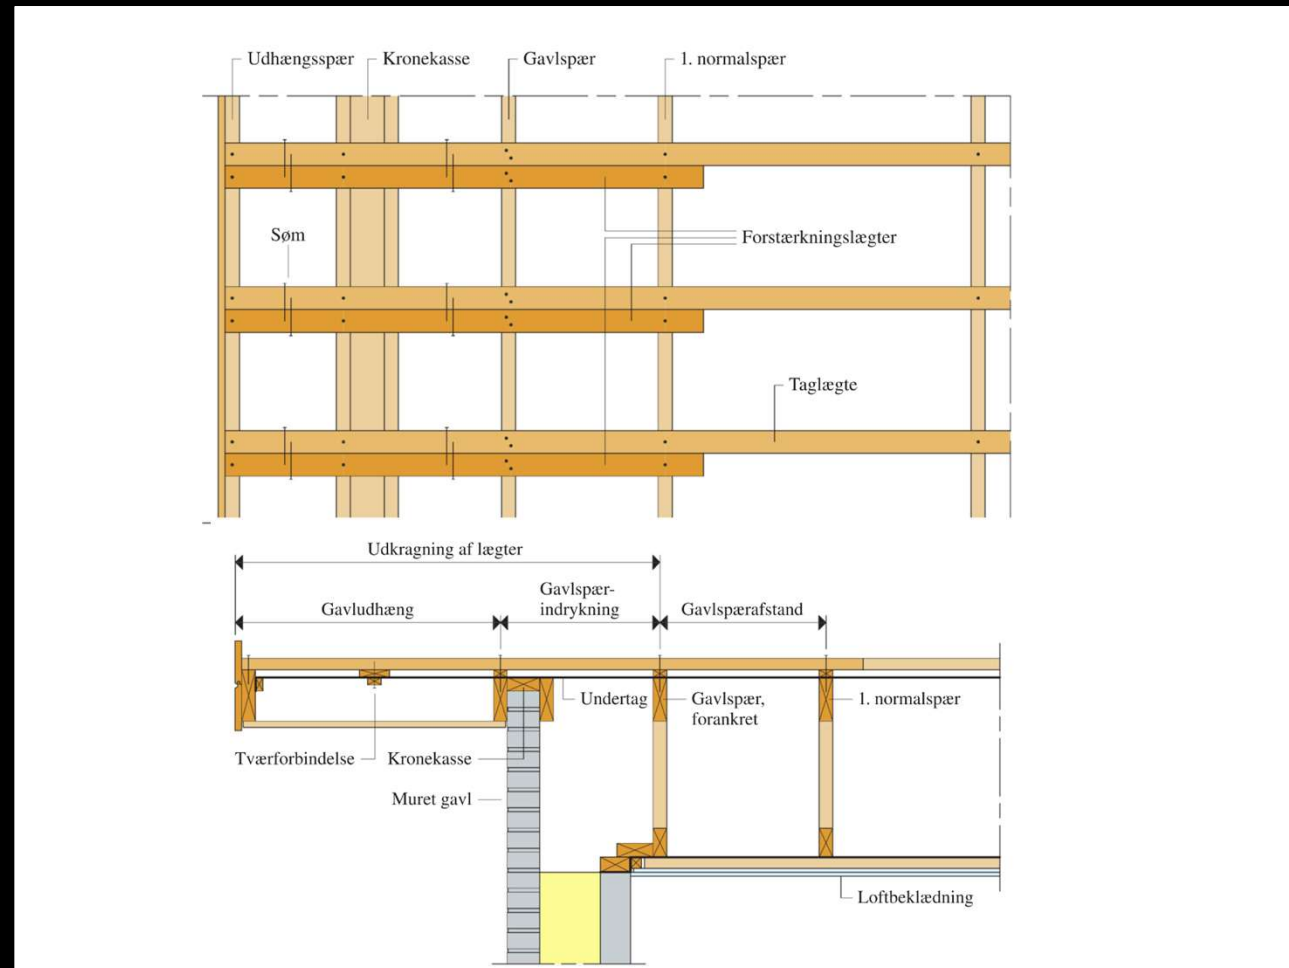 Udhængsspær
Kronekasse
Gavlspær
1. normalspær
Søm
Forstærkningslægter
Taglægte
Udkragning af lægter
Gavludhæng
Gavlspær-
indrykning
Gavlspærafstand
Undertag
Gavlspær,
forankret
1. normalspær
Tværforbindelse
Kronekasse
Muret gavl
Loftbeklædning